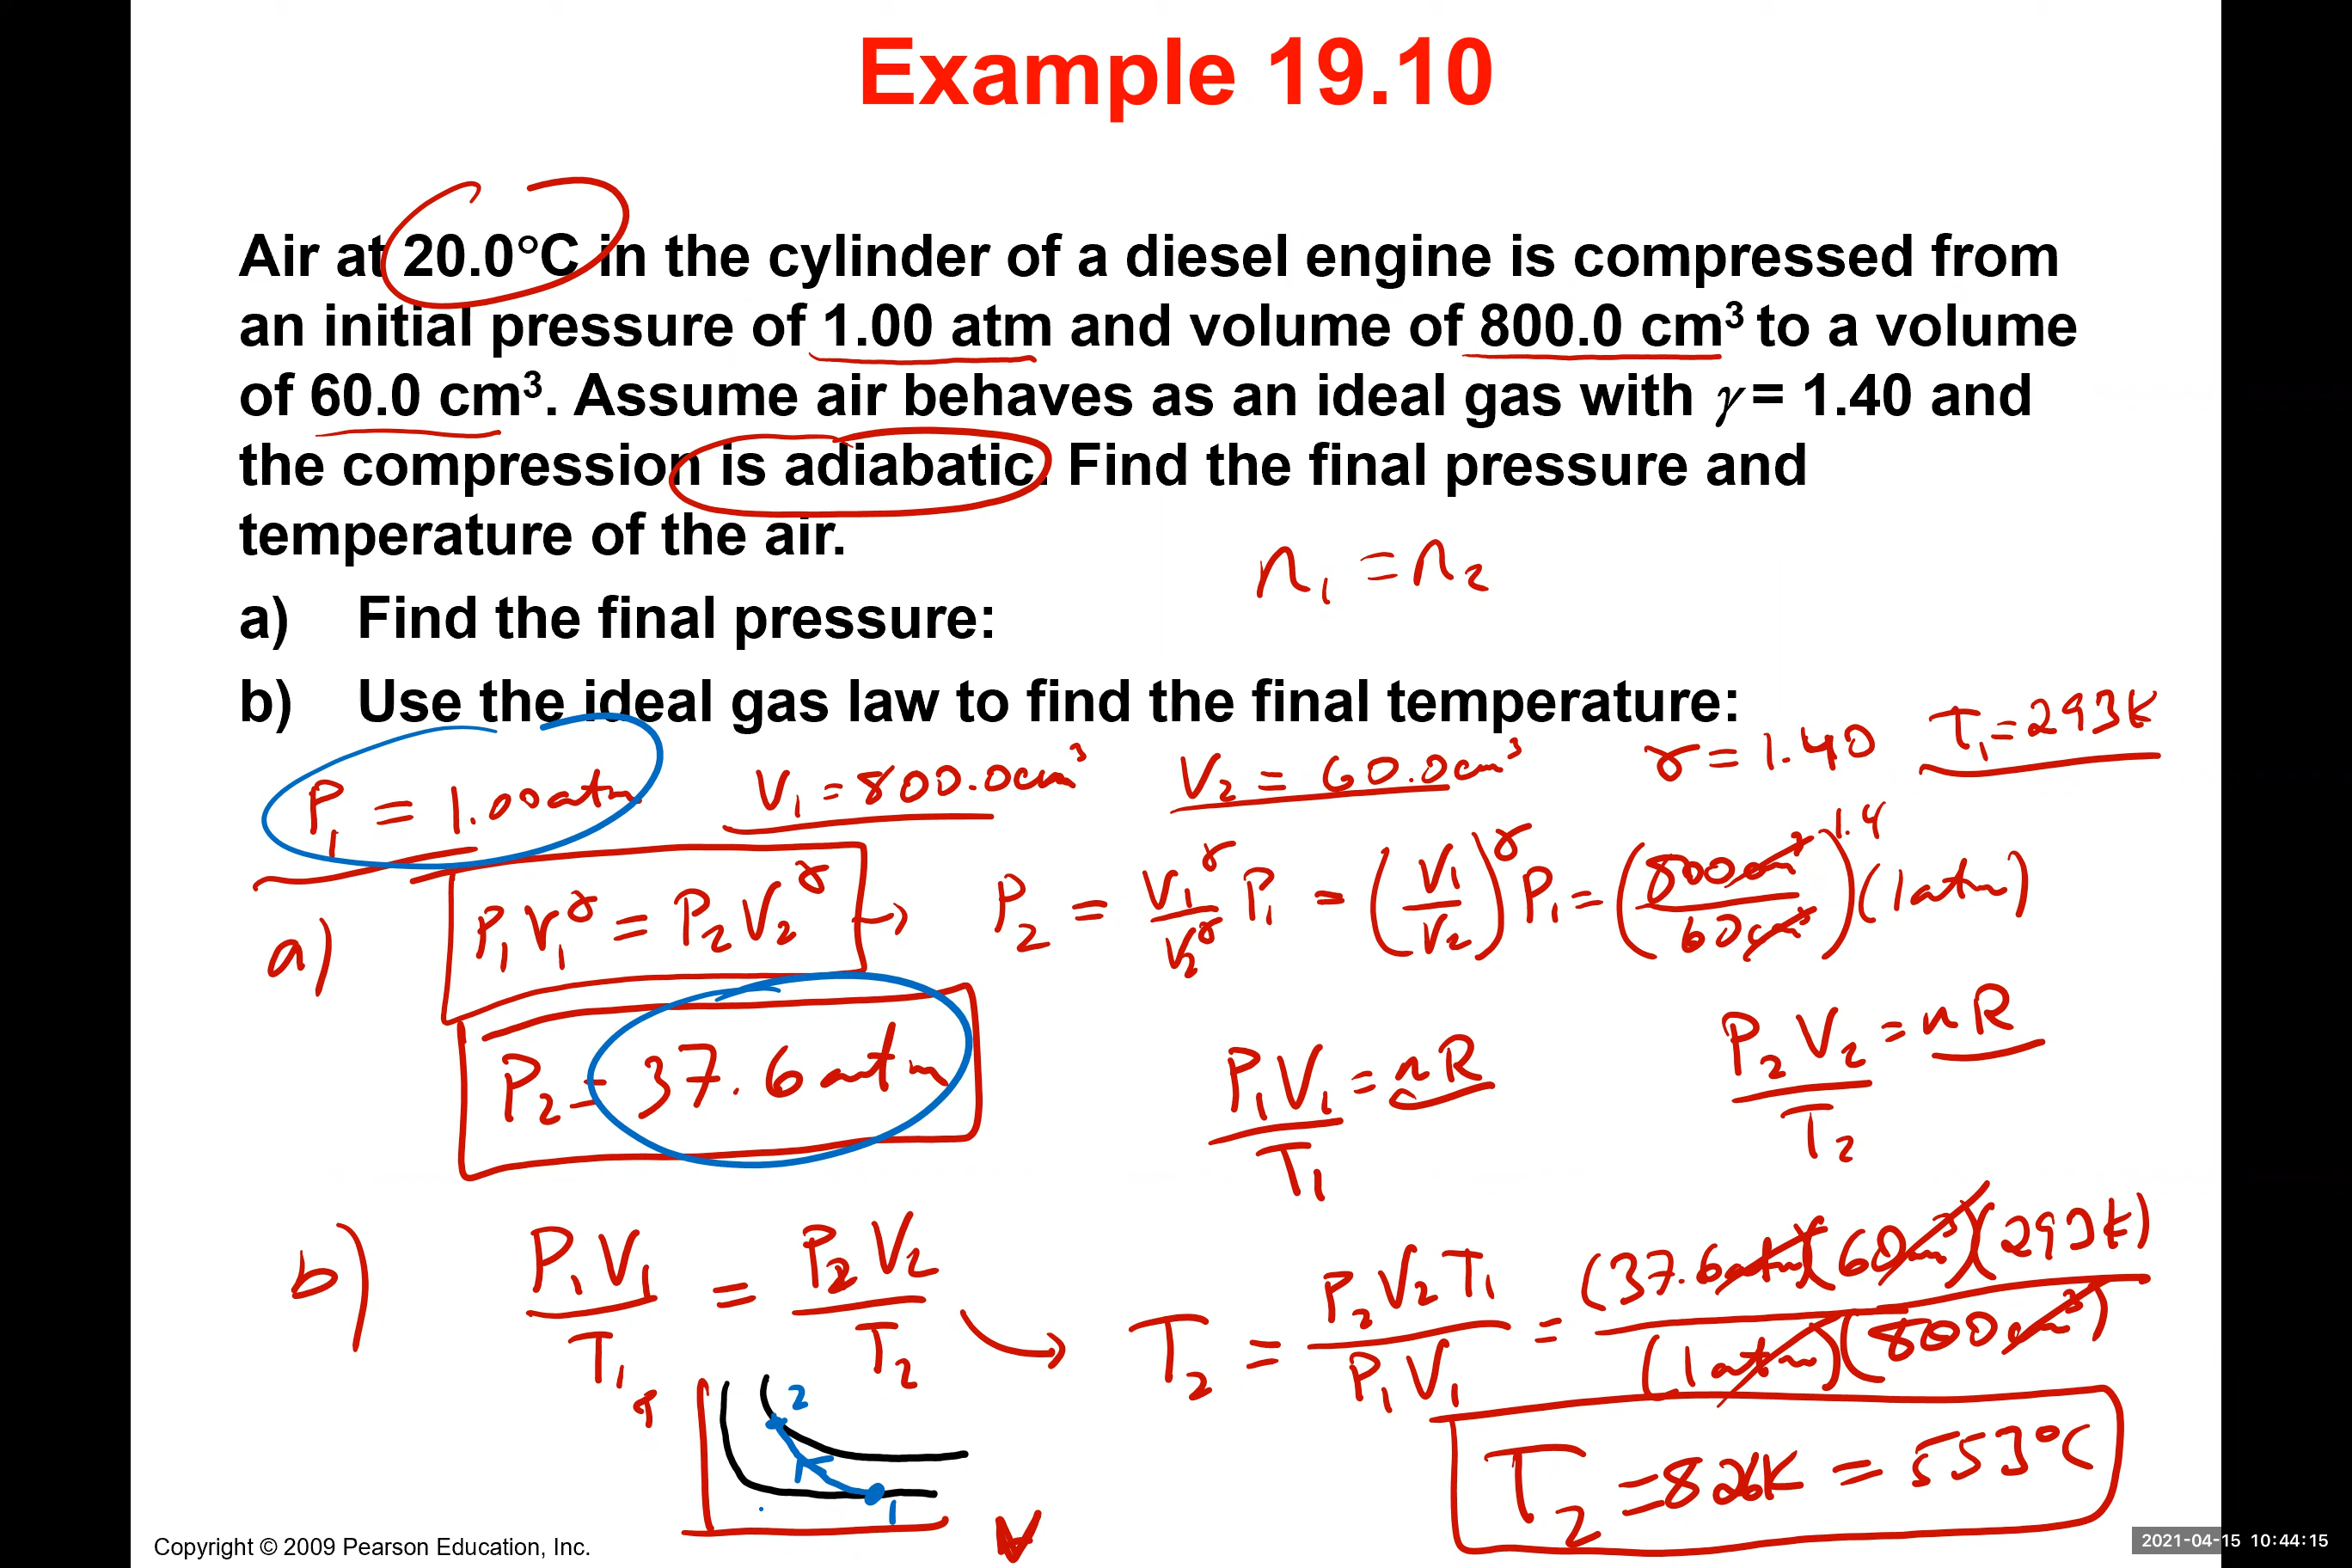 Example 19.10
Air at 20.0°C in the cylinder of a diesel engine is compressed from
an initial pressure of 1.00 atm and volume of 800.0 cm³ to a volume
of 60.0 cm³. Assume air behaves as an ideal gas with γ = 1.40 and
the compression is adiabatic. Find the final pressure and
temperature of the air.
n₁ = n₂
a) Find the final pressure:
b) Use the ideal gas law to find the final temperature:
P₁ = 1.00atm V₁ = 800.0cm³ V₂ = 60.0cm³ γ = 1.40 T₁ = 293K
a) P₁V₁^γ = P₂V₂^γ → P₂ = V₁^γ/V₂^γ P₁ = (V₁/V₂)^γ P₁ = (800cm³/60cm³)^1.4 (1atm)
P₂ = 37.6 atm P₁V₁/T₁ = nR P₂V₂/T₂ = nR
b) P₁V₁/T₁ = P₂V₂/T₂ → T₂ = P₂V₂T₁/P₁V₁ = (37.6atm)(60cm³)(293K)/(1atm)(800cm³)
2
1
V
T₂ = 826K = 553°C
Copyright © 2009 Pearson Education, Inc.
2021-04-15 10:44:15